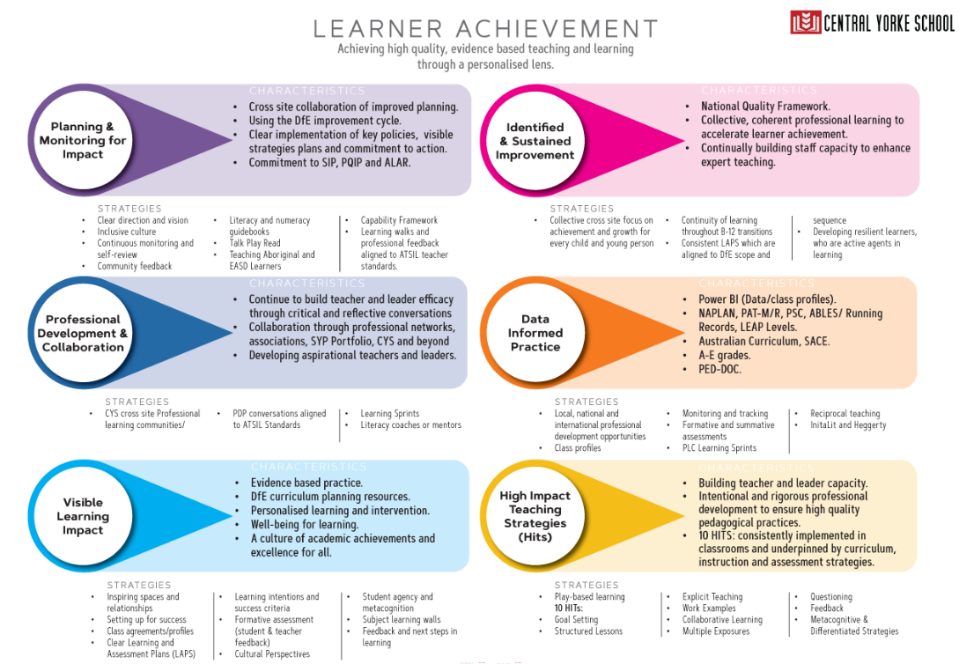 LEARNER ACHIEVEMENT
Achieving high quality, evidence based teaching and learning
through a personalised lens.
CENTRAL YORKE SCHOOL
Planning &
Monitoring for
Impact
CHARACTERISTICS
• Cross site collaboration of improved planning.
• Using the DfE improvement cycle.
• Clear implementation of key policies, visible
strategies plans and commitment to action.
• Commitment to SIP, PQIP and ALAR.
STRATEGIES
• Clear direction and vision
• Inclusive culture
• Continuous monitoring and
self-review
• Community feedback
• Literacy and numeracy
guidebooks
• Talk Play Read
• Teaching Aboriginal and
EASD Learners
• Capability Framework
• Learning walks and
professional feedback
aligned to ATSIL teacher
standards.
Identified
& Sustained
Improvement
CHARACTERISTICS
• National Quality Framework.
• Collective, coherent professional learning to
accelerate learner achievement.
• Continually building staff capacity to enhance
expert teaching.
STRATEGIES
• Collective cross site focus on
achievement and growth for
every child and young person
• Continuity of learning
throughout B-12 transitions
• Consistent LAPS which are
aligned to DfE scope and
sequence
• Developing resilient learners,
who are active agents in
learning
Professional
Development &
Collaboration
• Continue to build teacher and leader efficacy
through critical and reflective conversations
• Collaboration through professional networks,
associations, SYP Portfolio, CYS and beyond
• Developing aspirational teachers and leaders.
STRATEGIES
• CYS cross site Professional
learning communities/
• PDP conversations aligned
to ATSIL Standards
• Learning Sprints
• Literacy coaches or mentors
Data
Informed
Practice
• Power BI (Data/class profiles).
• NAPLAN, PAT-M/R, PSC, ABLES/ Running
Records, LEAP Levels.
• Australian Curriculum, SACE.
• A-E grades.
• PED-DOC.
STRATEGIES
• Local, national and
international professional
development opportunities
• Class profiles
• Monitoring and tracking
• Formative and summative
assessments
• PLC Learning Sprints
• Reciprocal teaching
• InitaLit and Heggerty
Visible
Learning
Impact
CHARACTERISTICS
• Evidence based practice.
• DfE curriculum planning resources.
• Personalised learning and intervention.
• Well-being for learning.
• A culture of academic achievements and
excellence for all.
STRATEGIES
• Inspiring spaces and
relationships
• Setting up for success
• Class agreements/profiles
• Clear Learning and
Assessment Plans (LAPS)
• Learning intentions and
success criteria
• Formative assessment
(student & teacher
feedback)
• Cultural Perspectives
• Student agency and
metacognition
• Subject learning walls
• Feedback and next steps in
learning
High Impact
Teaching
Strategies
(Hits)
CHARACTERISTICS
• Building teacher and leader capacity.
• Intentional and rigorous professional
development to ensure high quality
pedagogical practices.
• 10 HITS: consistently implemented in
classrooms and underpinned by curriculum,
instruction and assessment strategies.
STRATEGIES
• Play-based learning
10 HITs:
• Goal Setting
• Structured Lessons
• Explicit Teaching
• Work Examples
• Collaborative Learning
• Multiple Exposures
• Questioning
• Feedback
• Metacognitive &
Differentiated Strategies